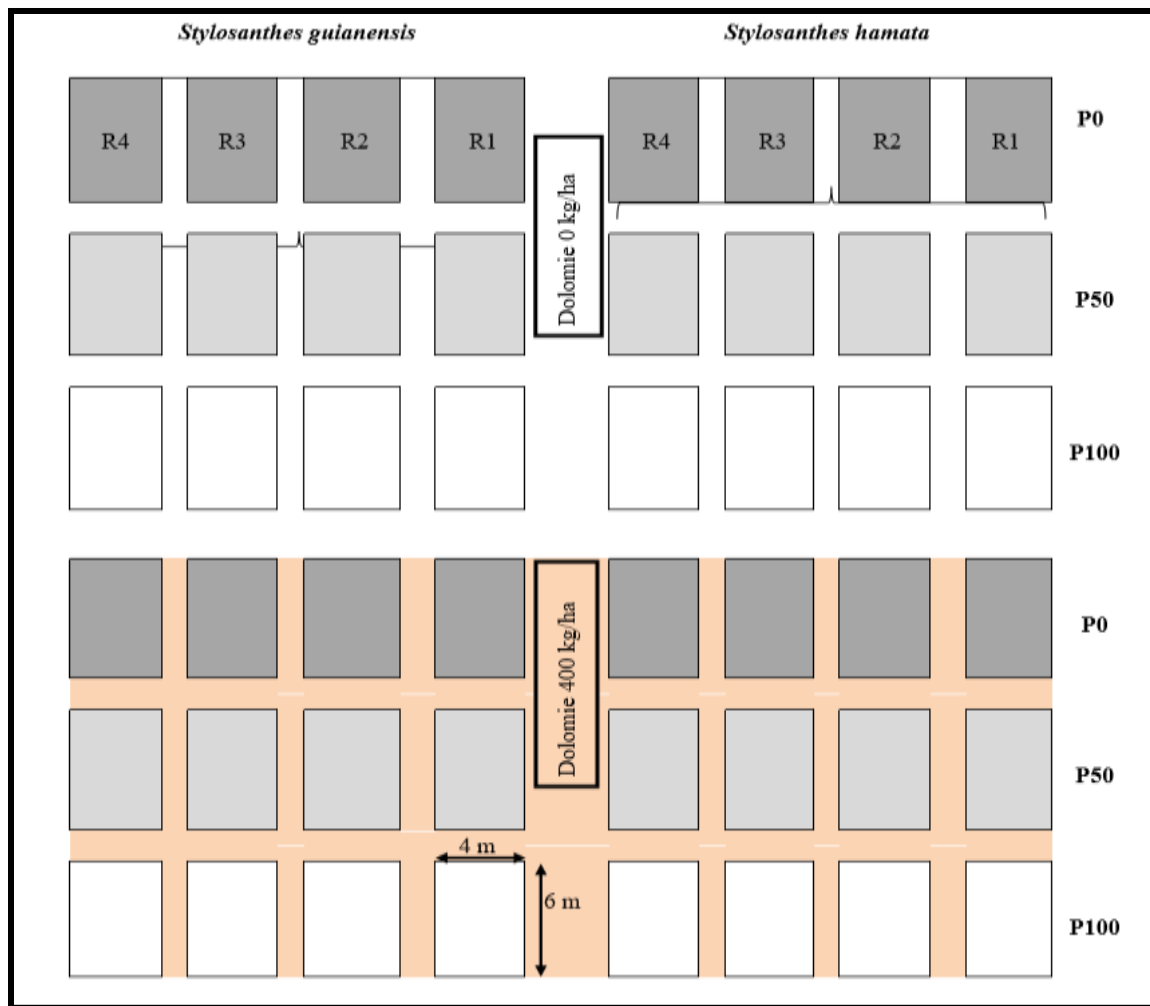 Stylosanthes guianensis
Stylosanthes hamata
R4
R3
R2
R1
R4
R3
R2
R1
P0
Dolomie 0 kg/ha
P50
P100
Dolomie 400 kg/ha
P0
P50
4 m
6 m
P100